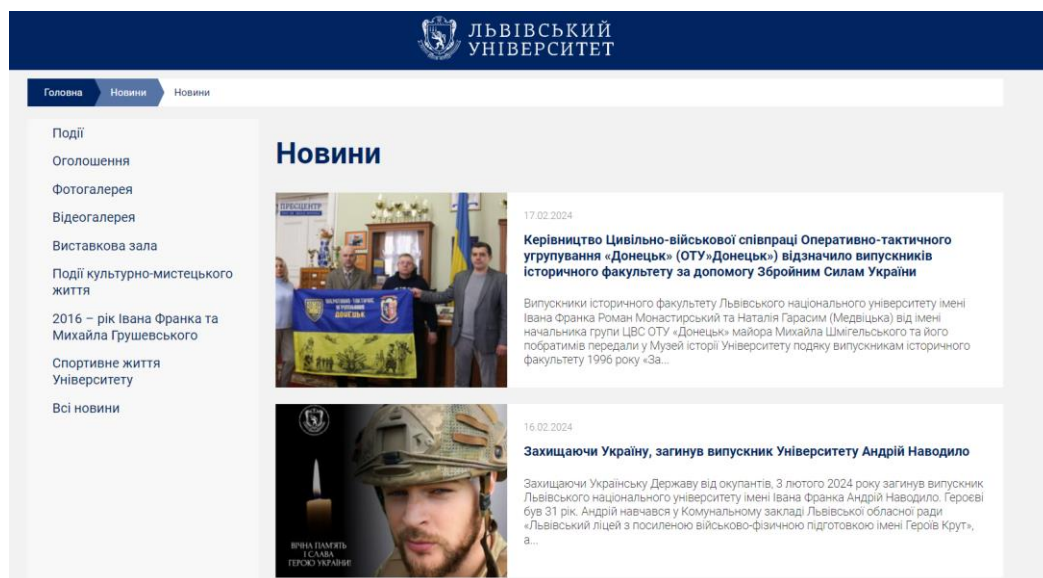 ЛЬВІВСЬКИЙ
УНІВЕРСИТЕТ
Головна
Новини
Новини
Події
Оголошення
Фотогалерея
Відеогалерея
Виставкова зала
Події культурно-мистецького
життя
2016 – рік Івана Франка та
Михайла Грушевського
Спортивне життя
Університету
Всі новини
Новини
ПРЕСЦЕНТР
ОПЕРАТИВНО-ТАКТИЧНЕ
УГРУПУВАННЯ
ДОНЕЦЬК
17.02.2024
Керівництво Цивільно-військової співпраці Оперативно-тактичного
угрупування «Донецьк» (ОТУ»Донецьк») відзначило випускників
історичного факультету за допомогу Збройним Силам України
Випускники історичного факультету Львівського національного університету імені
Івана Франка Роман Монастирський та Наталія Гарасим (Медвіцька) від імені
начальника групи ЦВС ОТУ «Донецьк» майора Михайла Шмігельського та його
побратимів передали у Музей історії Університету подяку випускникам історичного
факультету 1996 року «За...
ВІЧНА ПАМ'ЯТЬ
І СЛАВА
ГЕРОЮ УКРАЇНИ!
16.02.2024
Захищаючи Україну, загинув випускник Університету Андрій Наводило
Захищаючи Українську Державу від окупантів, 3 лютого 2024 року загинув випускник
Львівського національного університету імені Івана Франка Андрій Наводило. Героєві
був 31 рік. Андрій навчався у Комунальному закладі Львівської обласної ради
«Львівський ліцей з посиленою військово-фізичною підготовкою імені Героїв Крут»,
а...